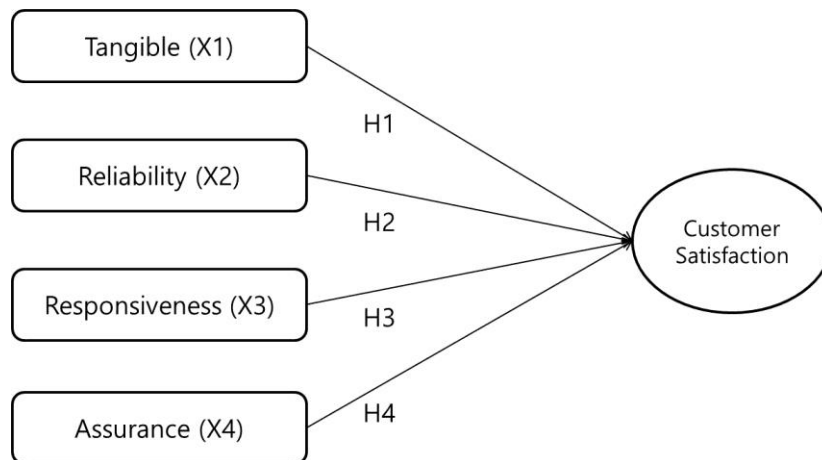 Tangible (X1)
H1
Reliability (X2)
H2
Customer
Satisfaction
Responsiveness (X3)
H3
Assurance (X4)
H4